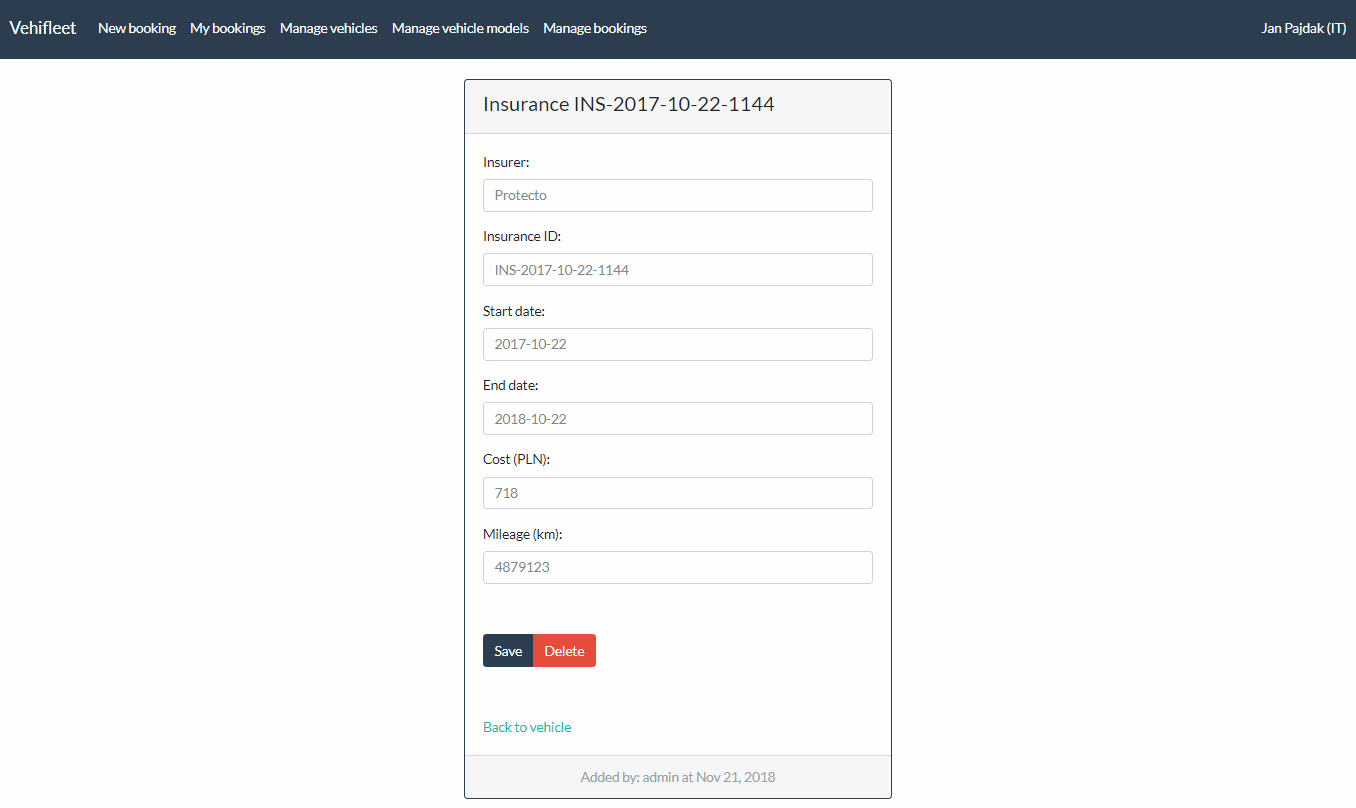 Vehifleet New booking My bookings Manage vehicles Manage vehicle models Manage bookings Jan Pajdak (IT)
Insurance INS-2017-10-22-1144
Insurer:
Protecto
Insurance ID:
INS-2017-10-22-1144
Start date:
2017-10-22
End date:
2018-10-22
Cost (PLN):
718
Mileage (km):
4879123
Save Delete
Back to vehicle
Added by: admin at Nov 21, 2018